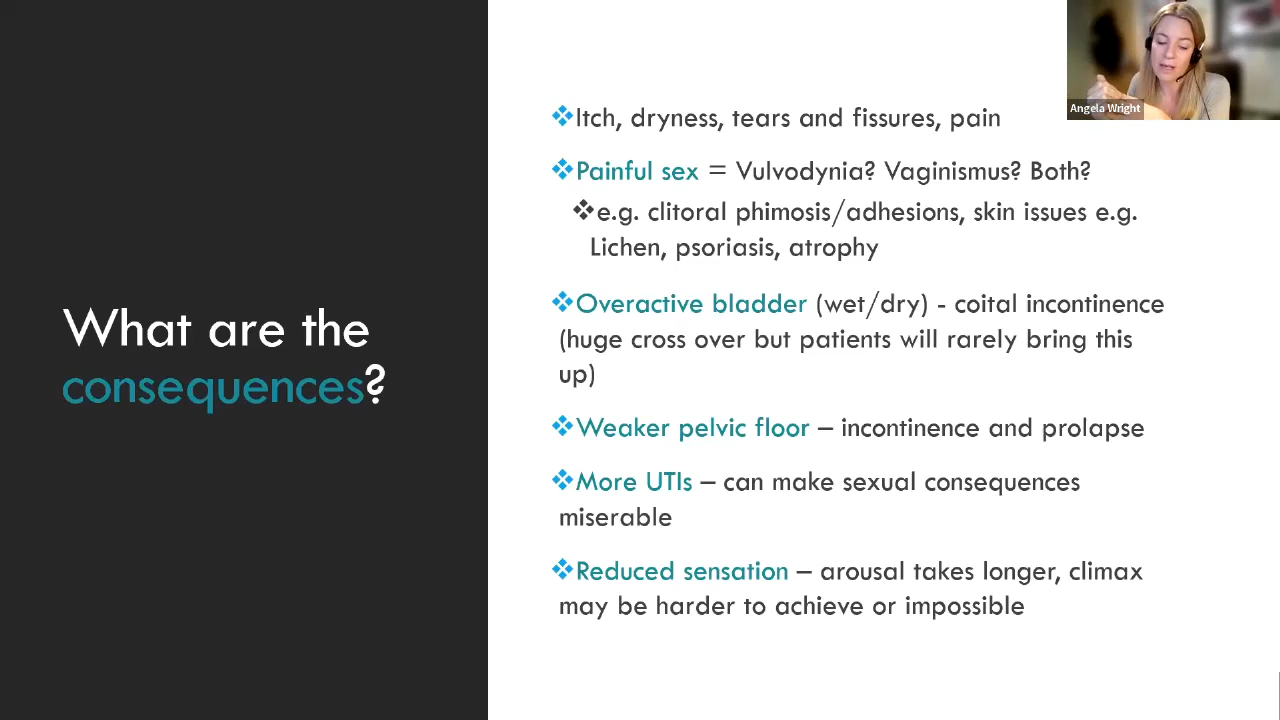 What are the
consequences?
Itch, dryness, tears and fissures, pain
Painful sex = Vulvodynia? Vaginismus? Both?
e.g. clitoral phimosis/adhesions, skin issues e.g.
Lichen, psoriasis, atrophy
Overactive bladder (wet/dry) - coital incontinence
(huge cross over but patients will rarely bring this
up)
Weaker pelvic floor – incontinence and prolapse
More UTIs – can make sexual consequences
miserable
Reduced sensation – arousal takes longer, climax
may be harder to achieve or impossible
Angela Wright